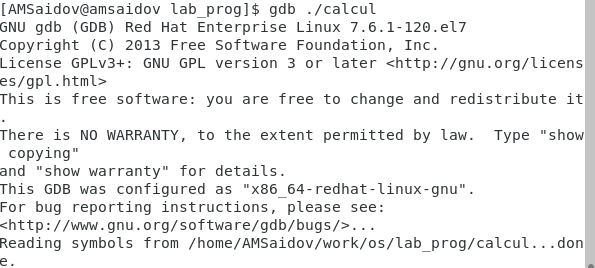 [AMSaidov@amsaidov lab_prog]$ gdb ./calcul
GNU gdb (GDB) Red Hat Enterprise Linux 7.6.1-120.el7
Copyright (C) 2013 Free Software Foundation, Inc.
License GPLv3+: GNU GPL version 3 or later <http://gnu.org/licens
es/gpl.html>
This is free software: you are free to change and redistribute it
.
There is NO WARRANTY, to the extent permitted by law.  Type "show
 copying"
and "show warranty" for details.
This GDB was configured as "x86_64-redhat-linux-gnu".
For bug reporting instructions, please see:
<http://www.gnu.org/software/gdb/bugs/>...
Reading symbols from /home/AMSaidov/work/os/lab_prog/calcul...don
e.